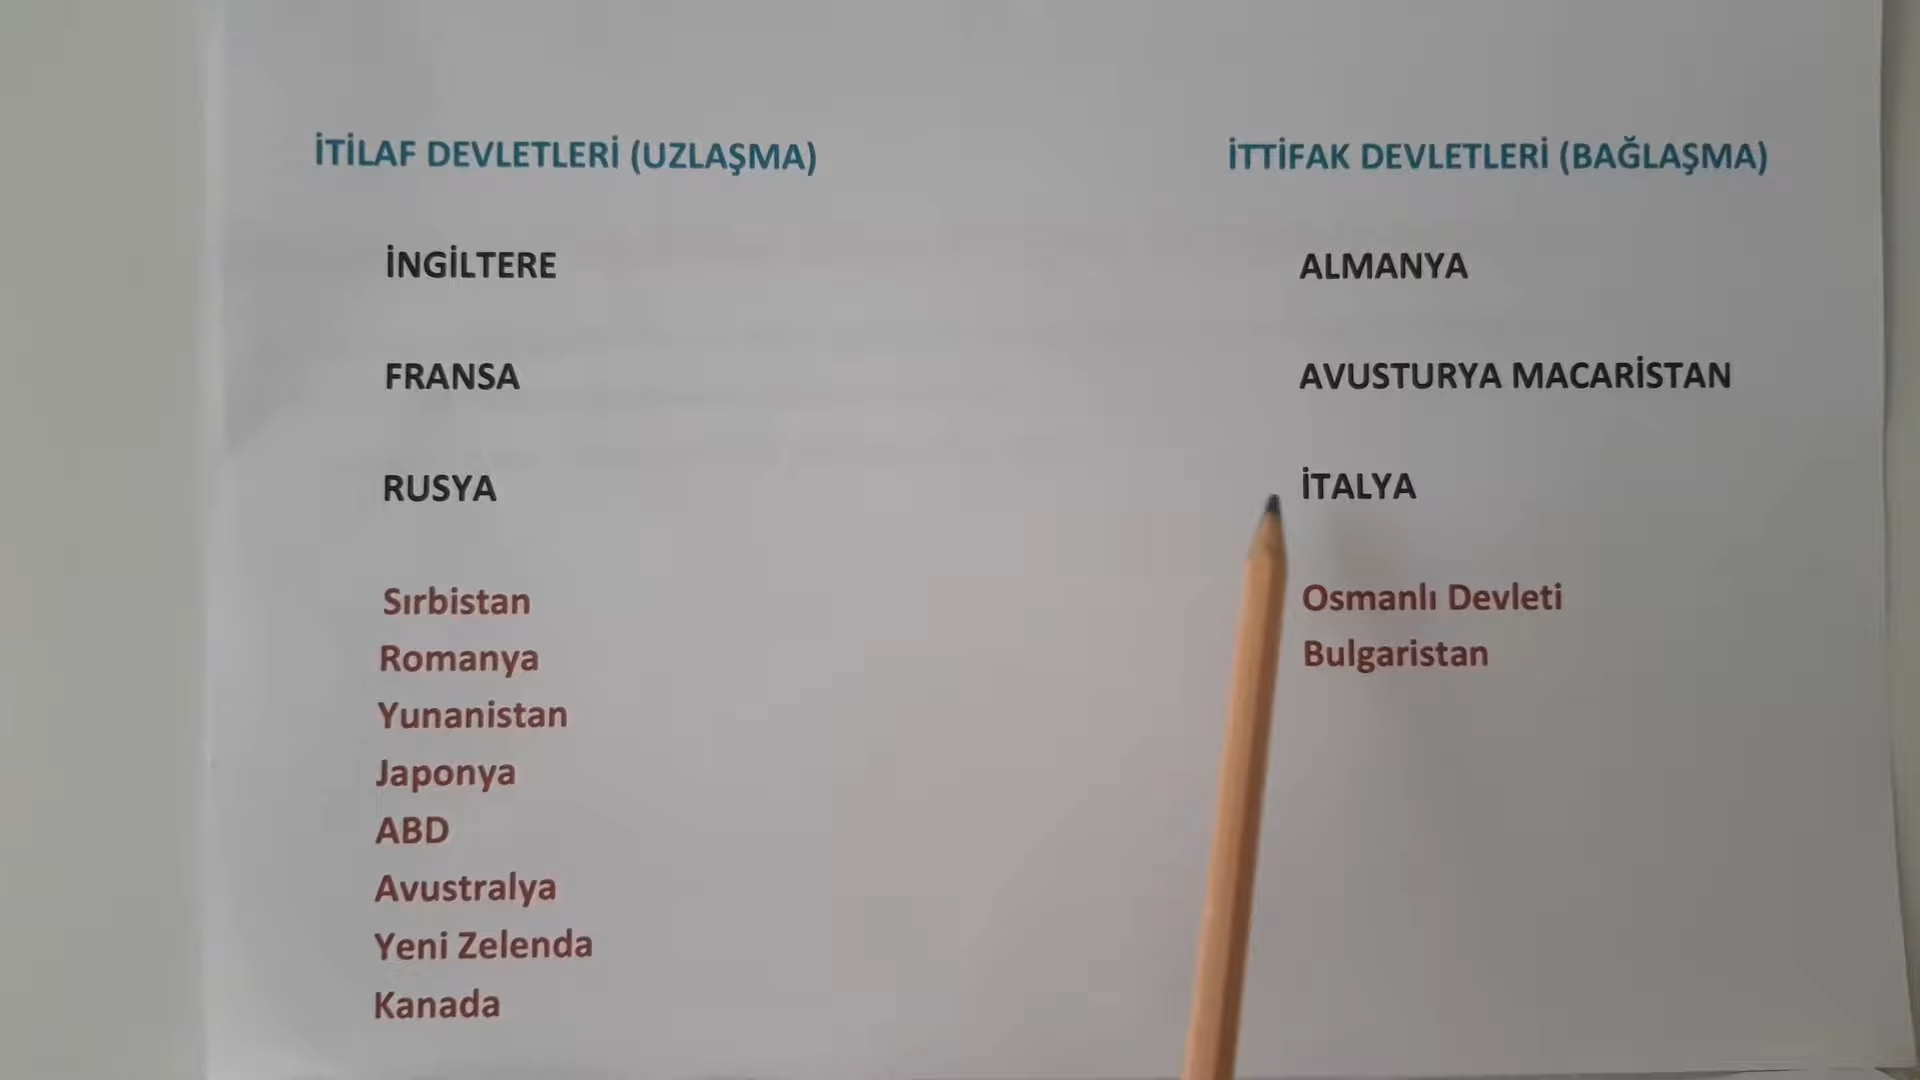 İTİLAF DEVLETLERİ (UZLAŞMA)
İNGİLTERE
FRANSA
RUSYA
Sırbistan
Romanya
Yunanistan
Japonya
ABD
Avustralya
Yeni Zelenda
Kanada
İTTİFAK DEVLETLERİ (BAĞLAŞMA)
ALMANYA
AVUSTURYA MACARİSTAN
İTALYA
Osmanlı Devleti
Bulgaristan